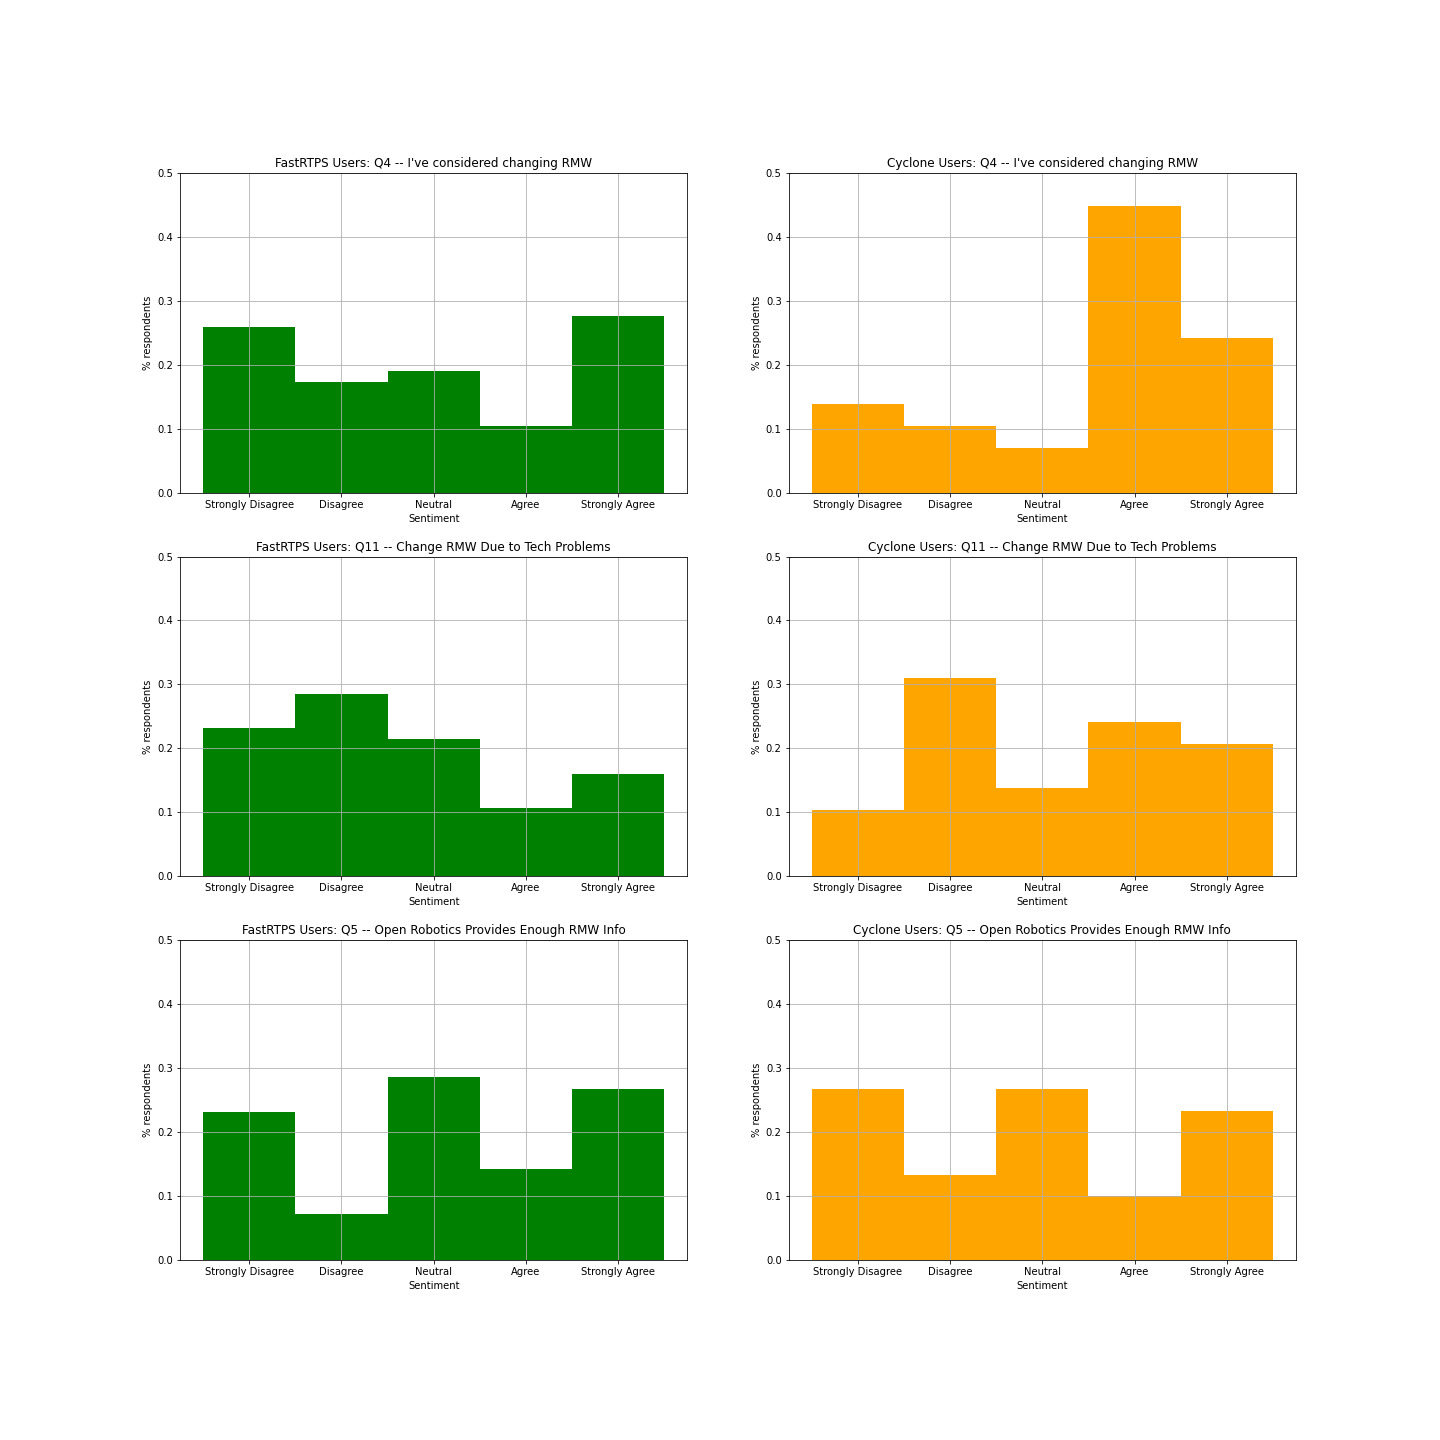 FastRTPS Users: Q4 -- I've considered changing RMW
0.5
0.4
0.3
0.2
0.1
0.0
% respondents
Strongly Disagree Disagree Neutral Agree Strongly Agree
Sentiment
Cyclone Users: Q4 -- I've considered changing RMW
0.5
0.4
0.3
0.2
0.1
0.0
% respondents
Strongly Disagree Disagree Neutral Agree Strongly Agree
Sentiment
FastRTPS Users: Q11 -- Change RMW Due to Tech Problems
0.5
0.4
0.3
0.2
0.1
0.0
% respondents
Strongly Disagree Disagree Neutral Agree Strongly Agree
Sentiment
Cyclone Users: Q11 -- Change RMW Due to Tech Problems
0.5
0.4
0.3
0.2
0.1
0.0
% respondents
Strongly Disagree Disagree Neutral Agree Strongly Agree
Sentiment
FastRTPS Users: Q5 -- Open Robotics Provides Enough RMW Info
0.5
0.4
0.3
0.2
0.1
0.0
% respondents
Strongly Disagree Disagree Neutral Agree Strongly Agree
Sentiment
Cyclone Users: Q5 -- Open Robotics Provides Enough RMW Info
0.5
0.4
0.3
0.2
0.1
0.0
% respondents
Strongly Disagree Disagree Neutral Agree Strongly Agree
Sentiment